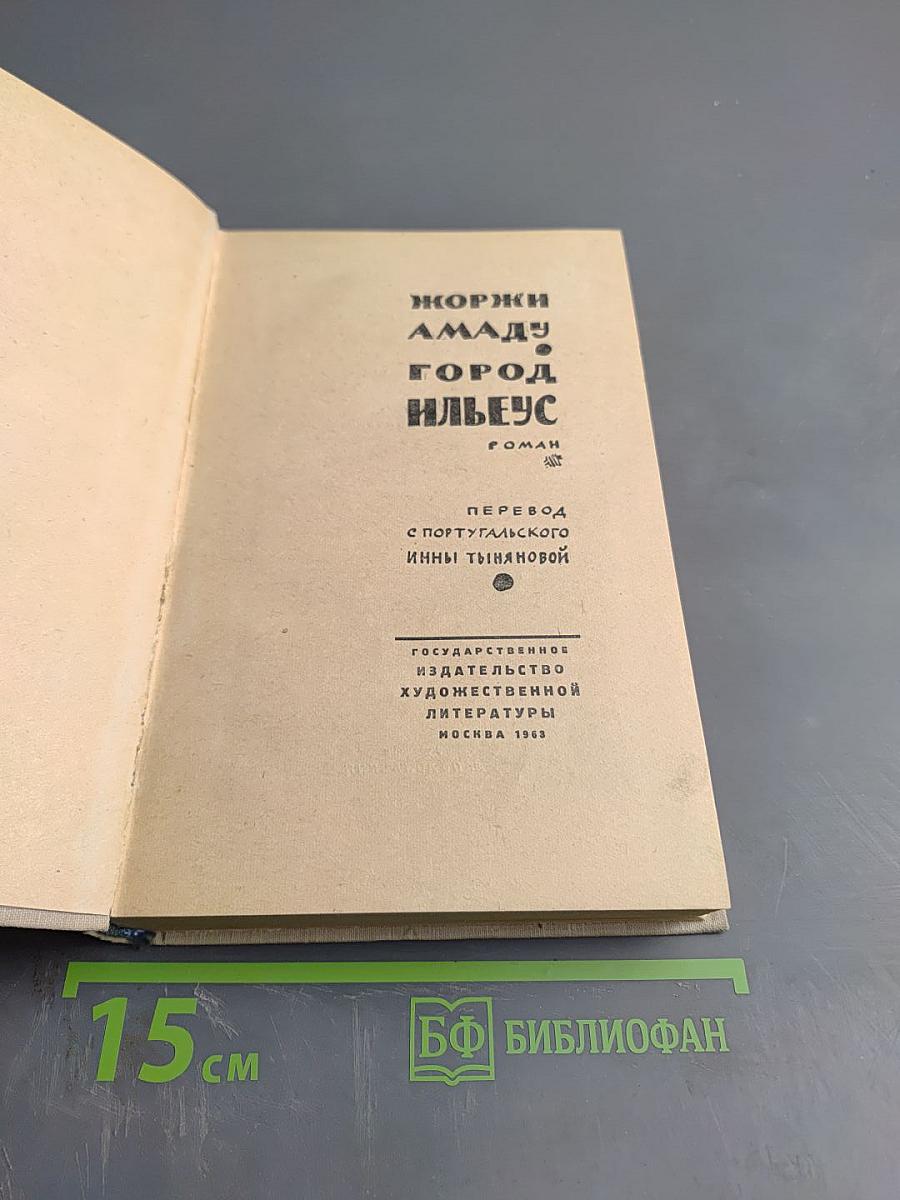 ЖОРЖИ
АМАДУ
ГОРОД
ИЛЬЕУС
РОМАН
ПЕРЕВОД
С ПОРТУГАЛЬСКОГО
ИННЫ ТЫНЯНОВОЙ
ГОСУДАРСТВЕННОЕ
ИЗДАТЕЛЬСТВО
ХУДОЖЕСТВЕННОЙ
ЛИТЕРАТУРЫ
МОСКВА 1963
15 СМ
БФ БИБЛИОФАН